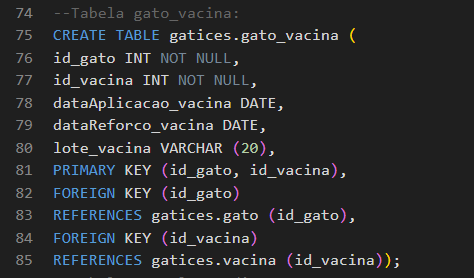 74 --Tabela gato_vacina:
75 CREATE TABLE gatices.gato_vacina (
76 id_gato INT NOT NULL,
77 id_vacina INT NOT NULL,
78 dataAplicacao_vacina DATE,
79 dataReforco_vacina DATE,
80 lote_vacina VARCHAR (20),
81 PRIMARY KEY (id_gato, id_vacina),
82 FOREIGN KEY (id_gato)
83 REFERENCES gatices.gato (id_gato),
84 FOREIGN KEY (id_vacina)
85 REFERENCES gatices.vacina (id_vacina));